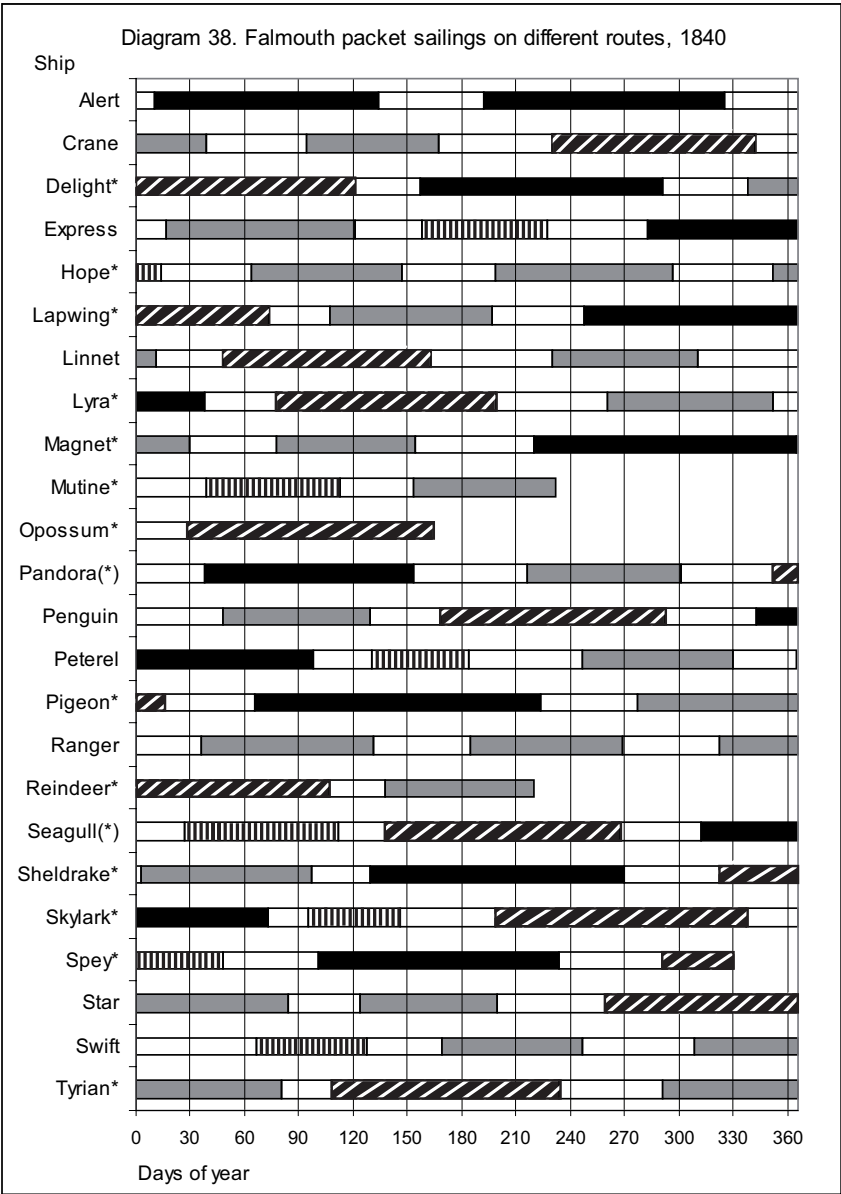 Diagram 38. Falmouth packet sailings on different routes, 1840
Ship
Alert
Crane
Delight*
Express
Hope*
Lapwing*
Linnet
Lyra*
Magnet*
Mutine*
Opossum*
Pandora(*)
Penguin
Peterel
Pigeon*
Ranger
Reindeer*
Seagull(*)
Sheldrake*
Skylark*
Spey*
Star
Swift
Tyrian*
0 30 60 90 120 150 180 210 240 270 300 330 360
Days of year